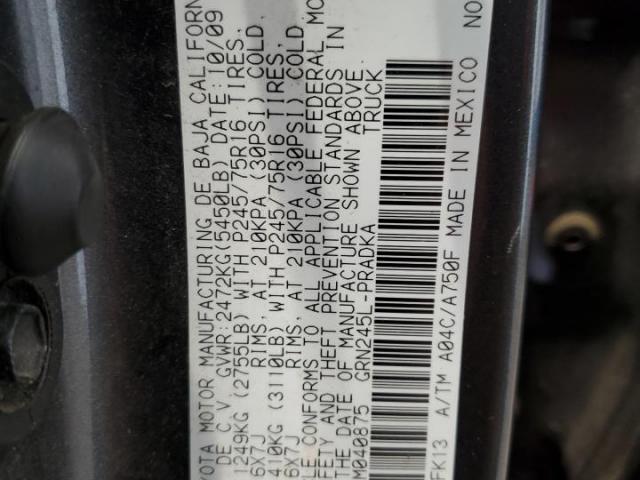 YOTA MOTOR MANUFACTURING DE BAJA CALIFORN
DE C.V. GVWR:2472KG(5450LB) DATE: 10/09
1249KG (2755LB) WITH P245/75R16 TIRES,
6X7J RIMS, AT 210KPA (30PSI) COLD.
410KG (3110LB) WITH P245/75R16 TIRES,
6X7J RIMS, AT 210KPA (30PSI) COLD.
LE CONFORMS TO ALL APPLICABLE FEDERAL MO
FETY AND THEFT PREVENTION STANDARDS IN
THE DATE OF MANUFACTURE SHOWN ABOVE.
M040875 GRN245L-PRADKA TRUCK
FK13 A/TM A04C/A750F MADE IN MEXICO NO